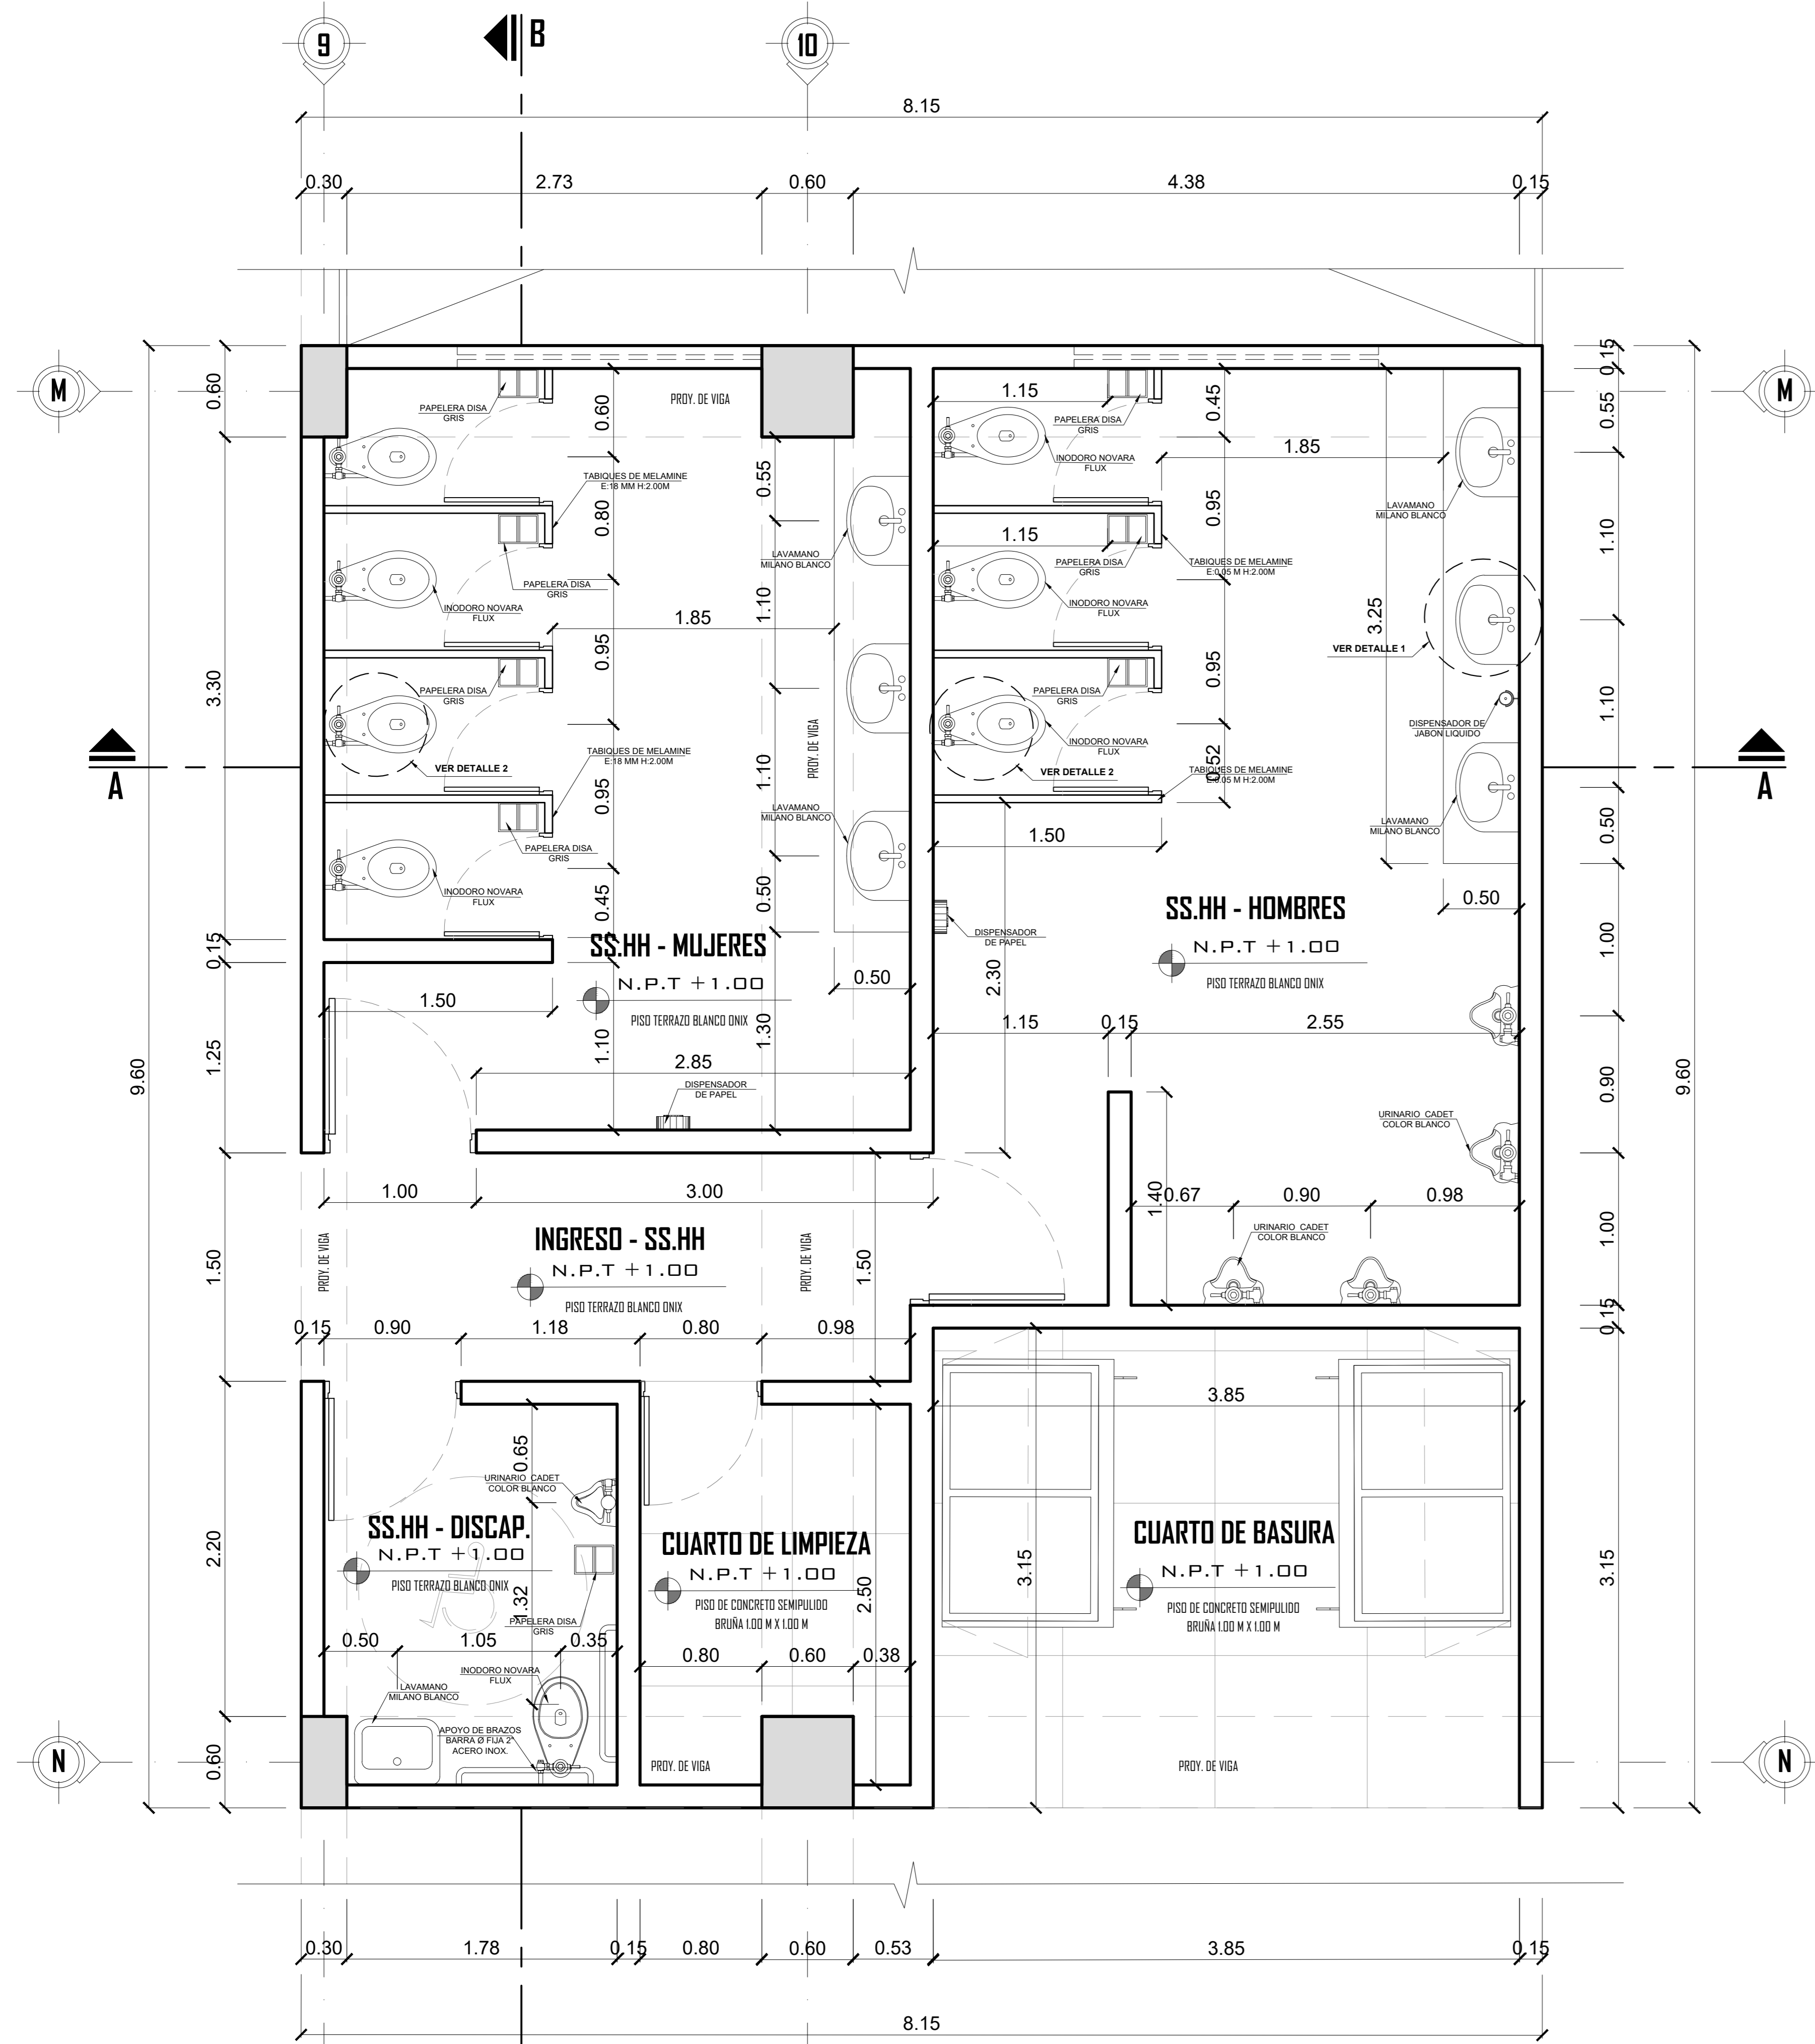 9
B
10
8.15
0.30
2.73
0.60
4.38
0.15
M
M
0.60
3.30
0.15
1.25
1.50
2.20
0.60
9.60
PAPELERA DISA
GRIS
0.60
PROY. DE VIGA
TABIQUES DE MELAMINE
E:18 MM H:2.00M
0.80
0.55
LAVAMANO
MILANO BLANCO
PAPELERA DISA
GRIS
INODORO NOVARA
FLUX
1.10
1.85
0.95
PAPELERA DISA
GRIS
PROY. DE VIGA
VER DETALLE 2
TABIQUES DE MELAMINE
E:18 MM H:2.00M
1.10
0.95
LAVAMANO
MILANO BLANCO
PAPELERA DISA
GRIS
INODORO NOVARA
FLUX
0.45
0.50
SS.HH - MUJERES
N.P.T +1.00
PISO TERRAZO BLANCO ONIX
0.50
1.50
1.10
1.30
2.85
DISPENSADOR
DE PAPEL
1.15
0.45
PAPELERA DISA
GRIS
INODORO NOVARA
FLUX
1.85
0.95
LAVAMANO
MILANO BLANCO
1.15
PAPELERA DISA
GRIS
TABIQUES DE MELAMINE
E:0.05 M H:2.00M
INODORO NOVARA
FLUX
3.25
VER DETALLE 1
0.95
PAPELERA DISA
GRIS
INODORO NOVARA
FLUX
DISPENSADOR DE
JABON LIQUIDO
VER DETALLE 2
0.52
TABIQUES DE MELAMINE
E:0.05 M H:2.00M
LAVAMANO
MILANO BLANCO
1.50
0.50
SS.HH - HOMBRES
N.P.T +1.00
PISO TERRAZO BLANCO ONIX
DISPENSADOR
DE PAPEL
2.30
1.15
0.15
2.55
URINARIO CADET
COLOR BLANCO
1.40
0.67
0.90
0.98
URINARIO CADET
COLOR BLANCO
0.15
0.55
1.10
1.10
0.50
1.00
0.90
1.00
0.15
3.15
9.60
A
A
1.00
3.00
INGRESO - SS.HH
N.P.T +1.00
PISO TERRAZO BLANCO ONIX
PROY. DE VIGA
PROY. DE VIGA
1.50
0.15
0.90
1.18
0.80
0.98
0.65
URINARIO CADET
COLOR BLANCO
SS.HH - DISCAP.
N.P.T +1.00
PISO TERRAZO BLANCO ONIX
1.32
PAPELERA DISA
GRIS
0.50
1.05
0.35
INODORO NOVARA
FLUX
LAVAMANO
MILANO BLANCO
APOYO DE BRAZOS
BARRA Ø FIJA 2"
ACERO INOX.
CUARTO DE LIMPIEZA
N.P.T +1.00
PISO DE CONCRETO SEMIPULIDO
BRUÑA 1.00 M X 1.00 M
2.50
0.80
0.60
0.38
PROY. DE VIGA
3.85
CUARTO DE BASURA
N.P.T +1.00
PISO DE CONCRETO SEMIPULIDO
BRUÑA 1.00 M X 1.00 M
3.15
PROY. DE VIGA
N
N
0.30
1.78
0.15
0.80
0.60
0.53
3.85
0.15
8.15